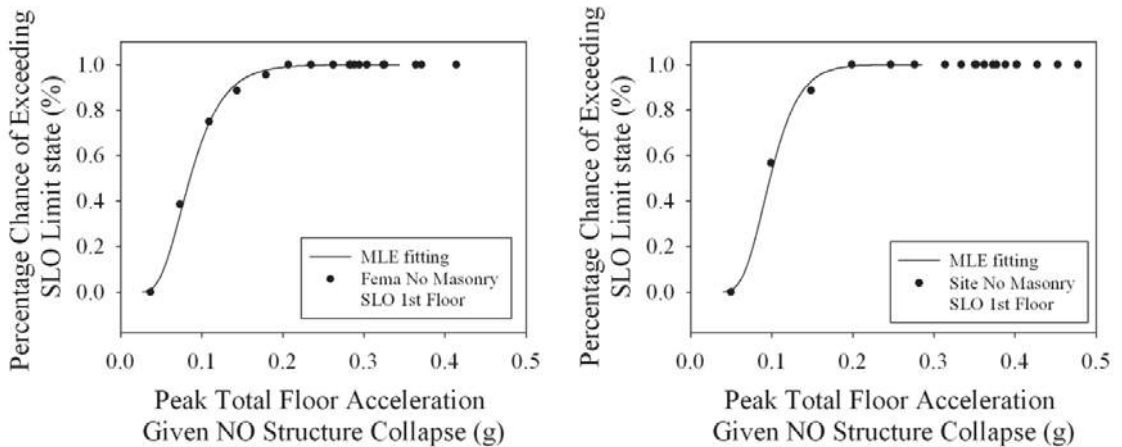 Percentage Chance of Exceeding
SLO Limit state (%)
1.0
0.8
0.6
0.4
0.2
0.0
MLE fitting
Fema No Masonry
SLO 1st Floor
0.0 0.1 0.2 0.3 0.4 0.5
Peak Total Floor Acceleration
Given NO Structure Collapse (g)
Percentage Chance of Exceeding
SLO Limit state (%)
1.0
0.8
0.6
0.4
0.2
0.0
MLE fitting
Site No Masonry
SLO 1st Floor
0.0 0.1 0.2 0.3 0.4 0.5
Peak Total Floor Acceleration
Given NO Structure Collapse (g)